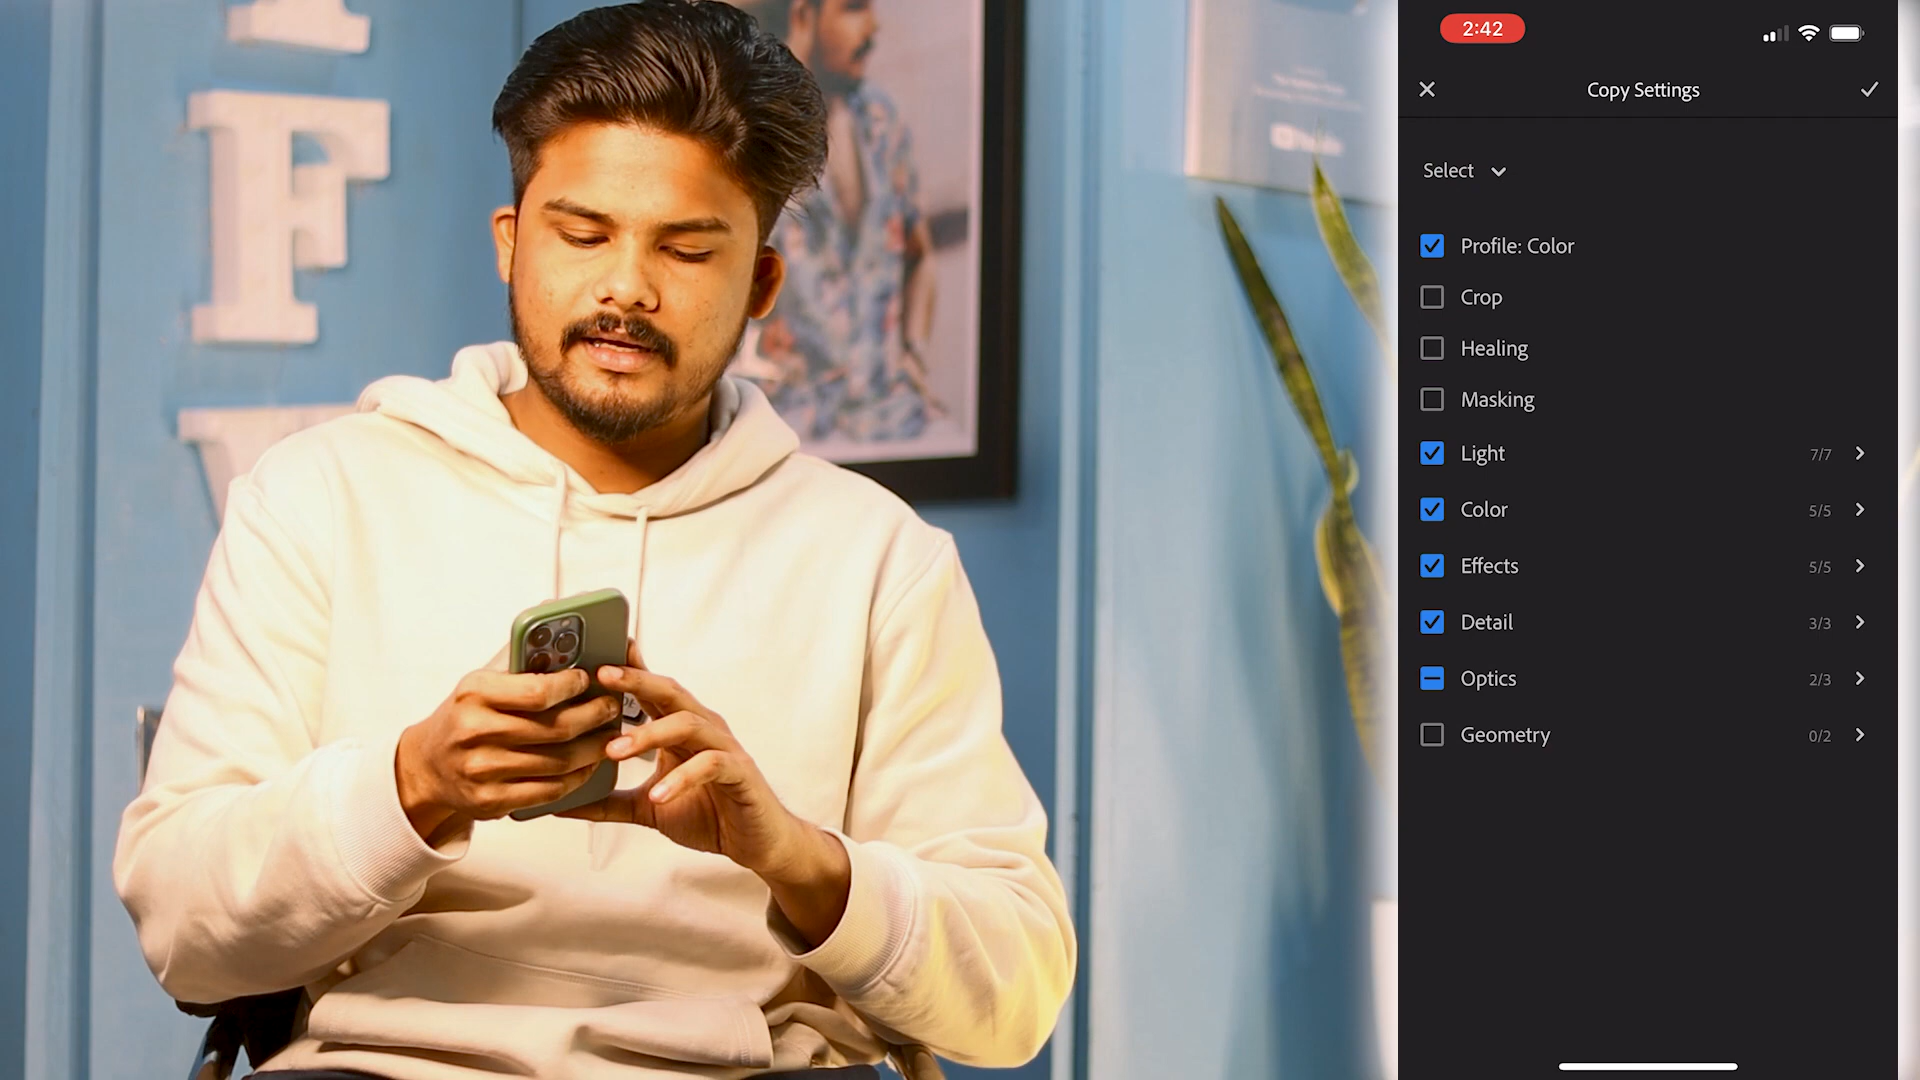 F
2:42
Copy Settings
Select
Profile: Color
Crop
Healing
Masking
Light 7/7
Color 5/5
Effects 5/5
Detail 3/3
Optics 2/3
Geometry 0/2